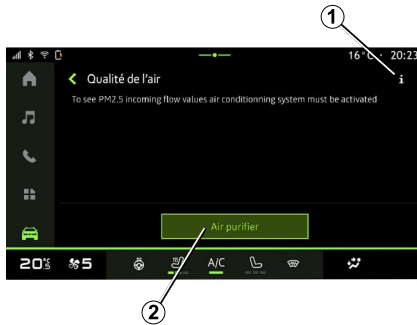 1
16°C · 20:23
Qualité de l'air
i
To see PM2.5 incoming flow values air conditionning system must be activated
Air purifier
20.5 5 A/C
2